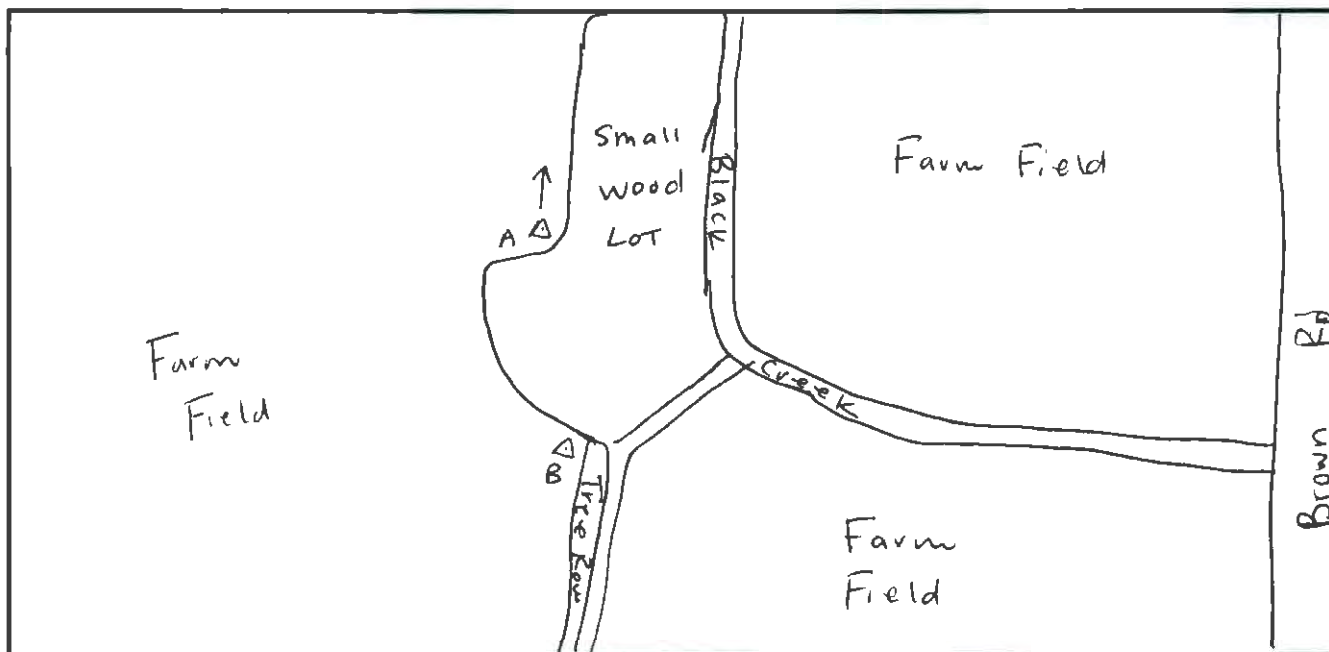 Small
wood
LOT
Black
Farm Field
A
Farm
Field
Creek
Brown Rd
B
Tree Row
Farm
Field